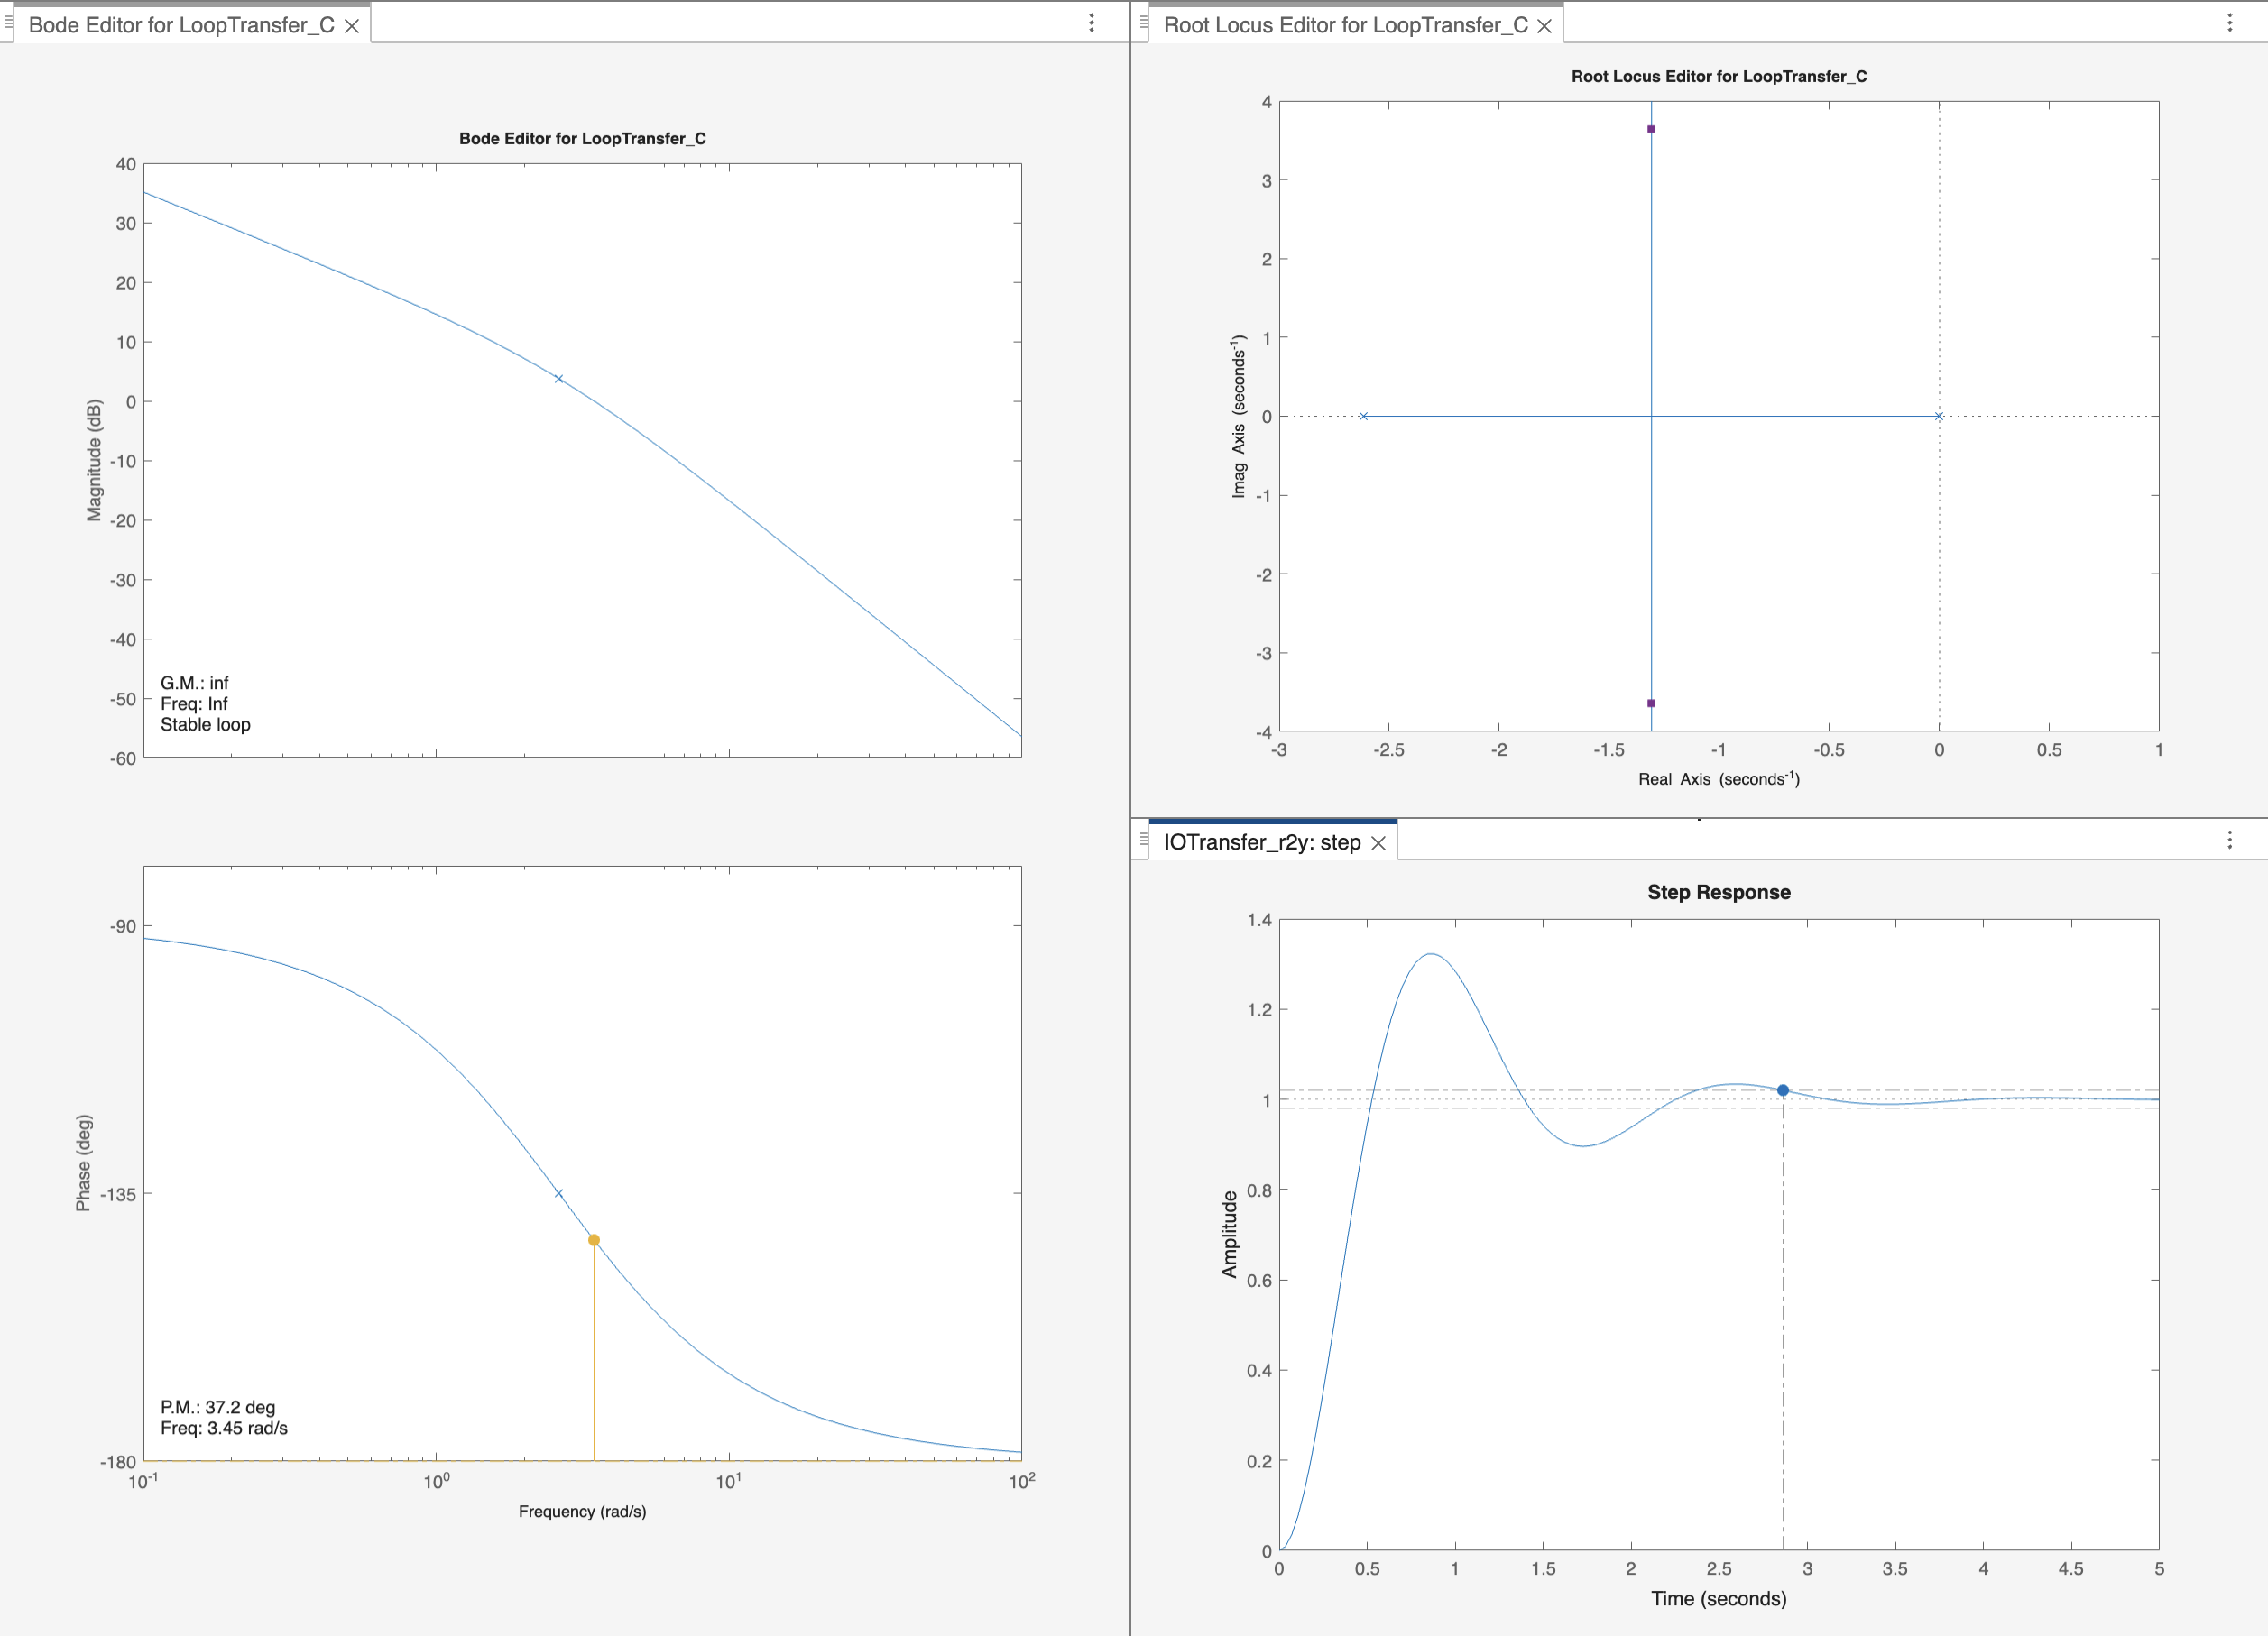 Bode Editor for LoopTransfer_C
Bode Editor for LoopTransfer_C
40
30
20
10
0
-10
-20
-30
-40
-50
-60
Magnitude (dB)
G.M.: inf
Freq: Inf
Stable loop
-90
-135
-180
Phase (deg)
P.M.: 37.2 deg
Freq: 3.45 rad/s
10⁻¹ 10⁰ 10¹ 10²
Frequency (rad/s)
Root Locus Editor for LoopTransfer_C
Root Locus Editor for LoopTransfer_C
4
3
2
1
0
-1
-2
-3
-4
Imag Axis (seconds⁻¹)
-3 -2.5 -2 -1.5 -1 -0.5 0 0.5 1
Real Axis (seconds⁻¹)
IOTransfer_r2y: step
Step Response
1.4
1.2
1
0.8
0.6
0.4
0.2
0
Amplitude
0 0.5 1 1.5 2 2.5 3 3.5 4 4.5 5
Time (seconds)